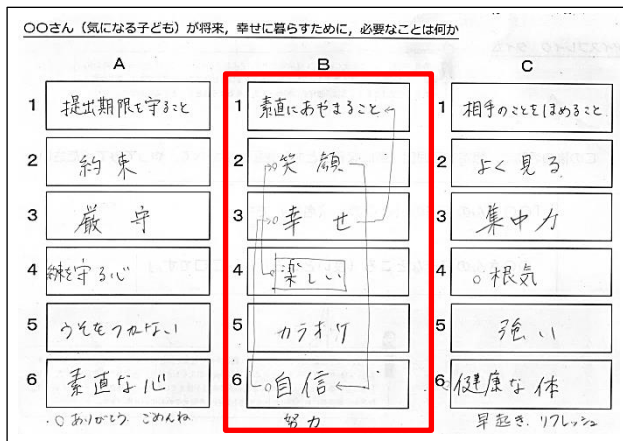 〇〇さん(気になる子ども)が将来,幸せに暮らすために,必要なことは何か
A
1 提出期限を守ること
2 約束
3 厳守
4 を守る心
5 うそをつかない
6 素直な心
○ありがとう ごめんね
B
1 素直にあやまること
2 ○笑顔
3 ○幸せ
4 ○楽しい
5 カラオケ
6 ○自信
努力
C
1 相手のことをほめること
2 よく見る
3 集中力
4 ○根気
5 強い
6 健康な体
早起き.リフレッシュ